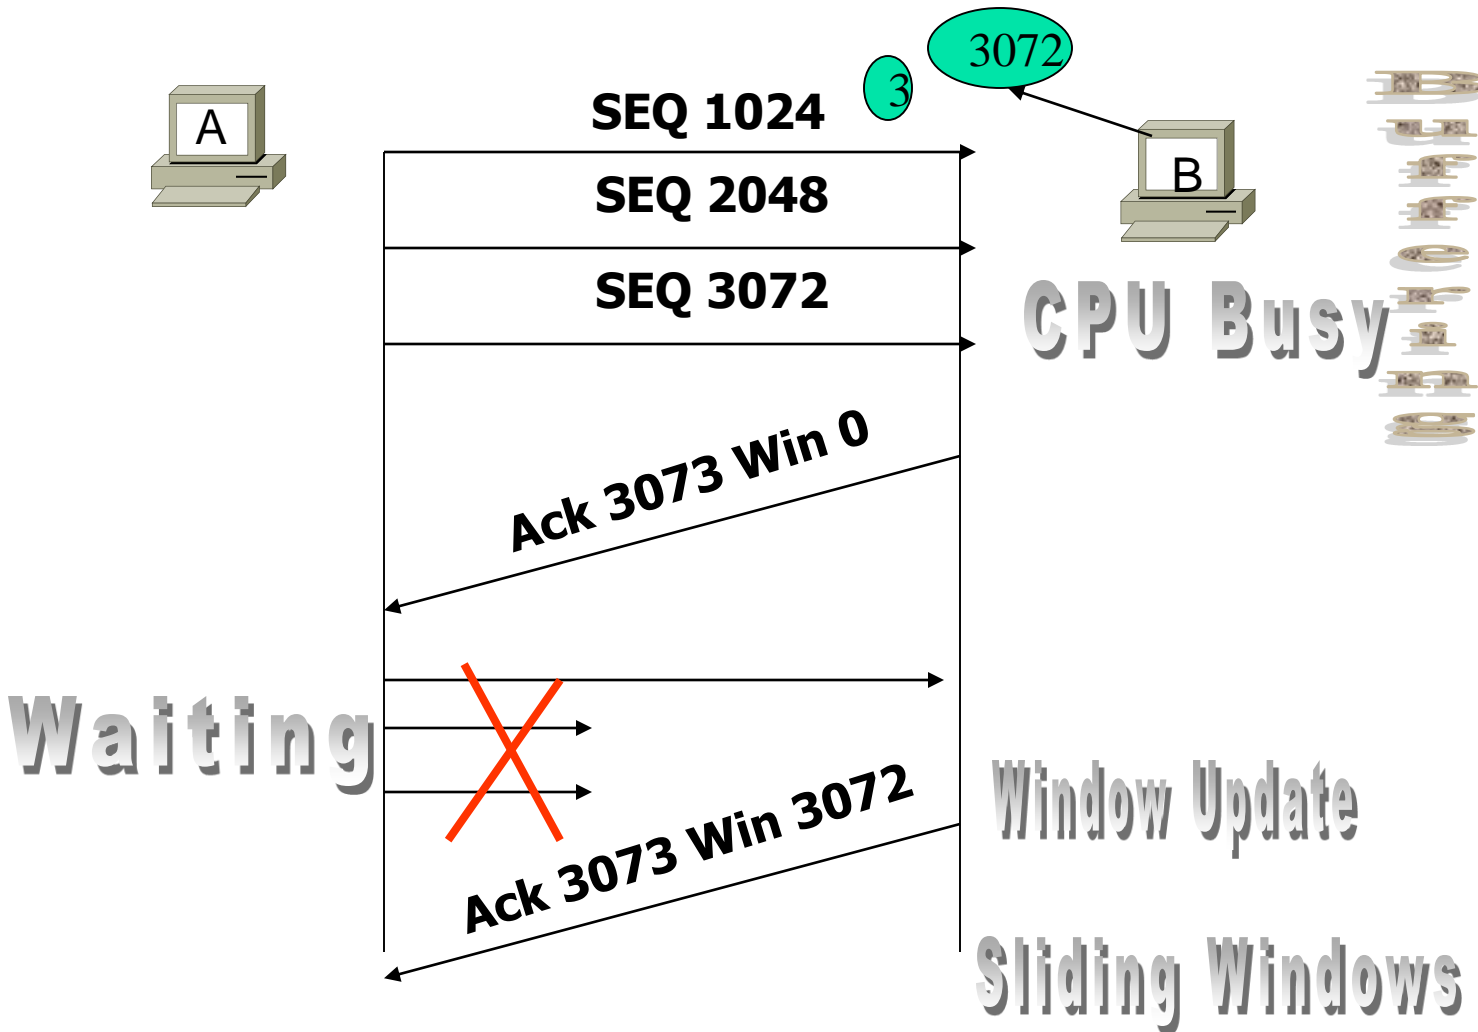 3072
3
A
SEQ 1024
B
SEQ 2048
SEQ 3072
CPU Busy
Buffering
Ack 3073 Win 0
Waiting
Window Update
Ack 3073 Win 3072
Sliding Windows